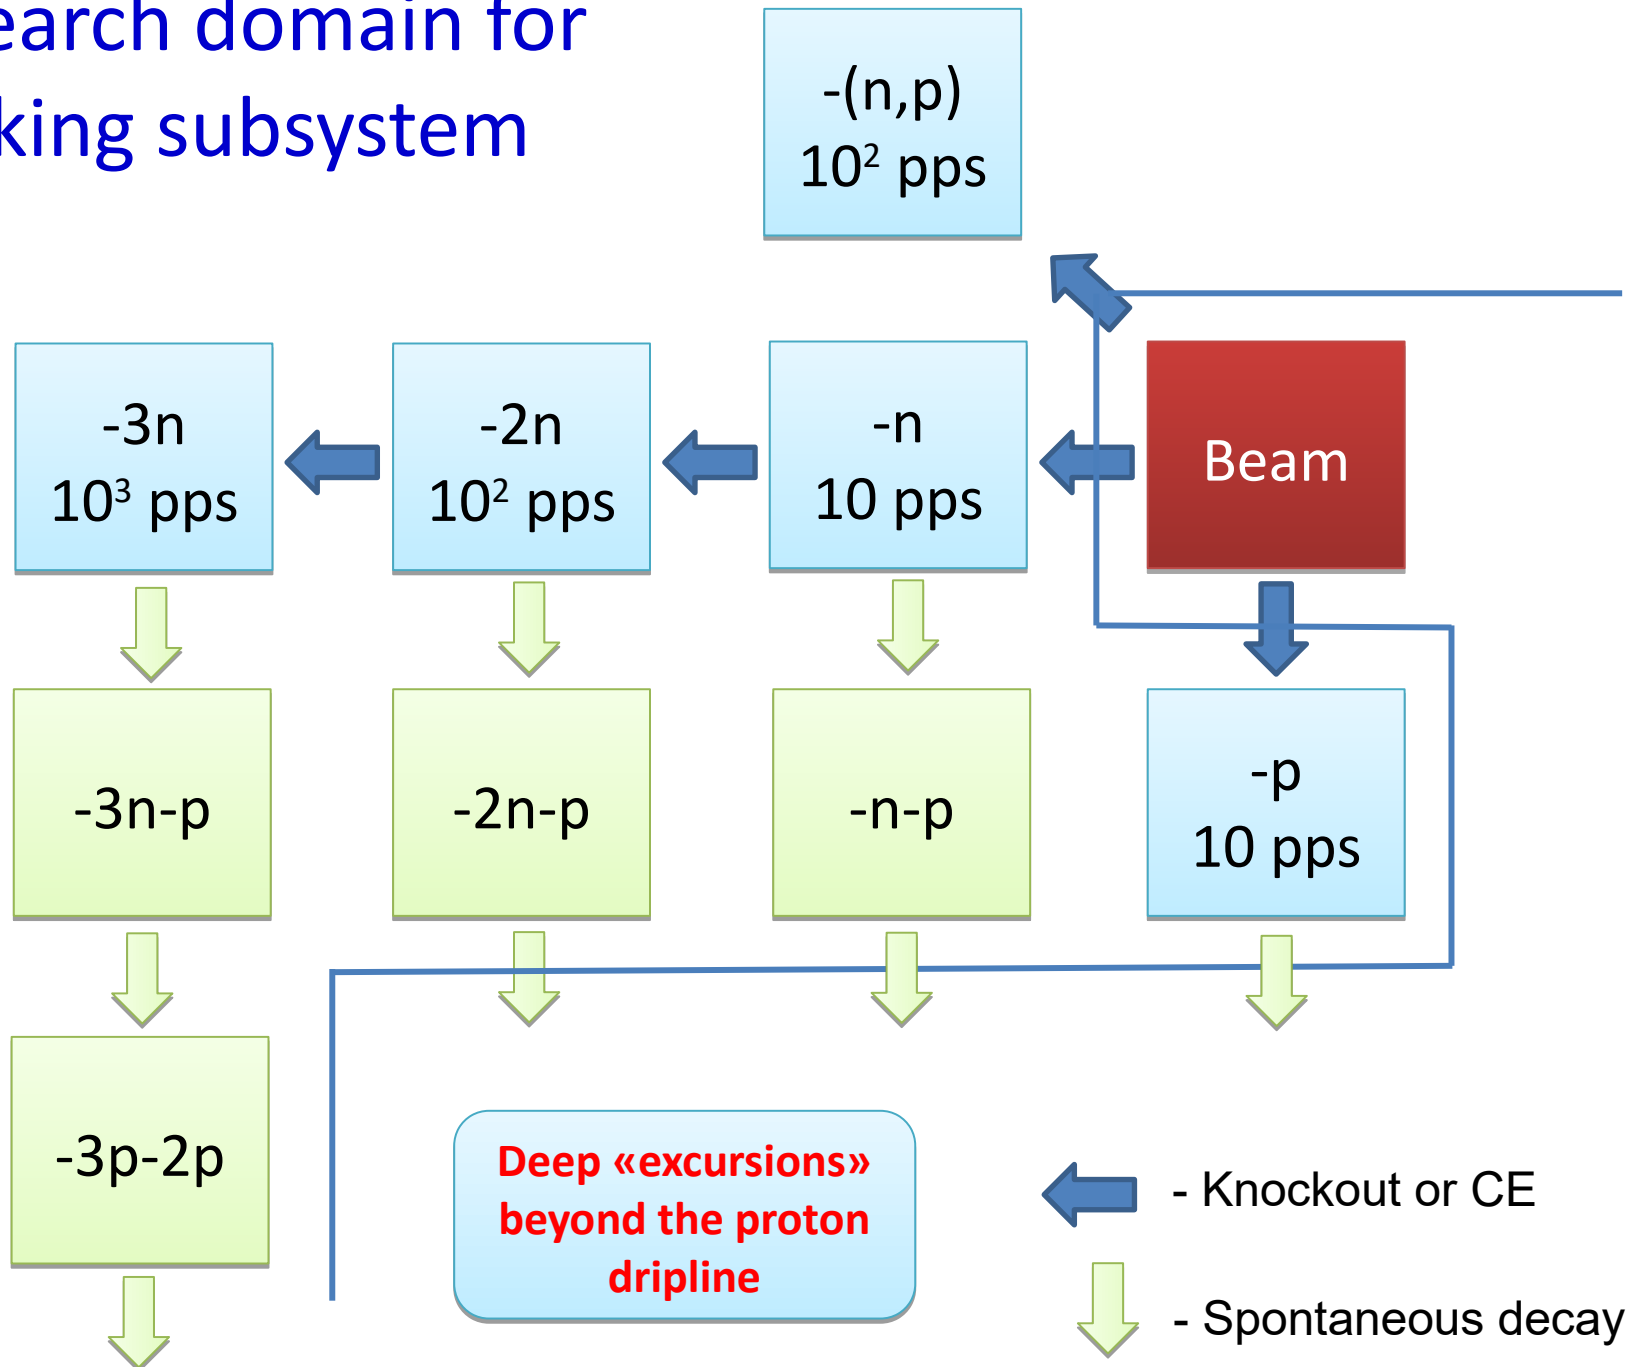 earch domain for
king subsystem
-(n,p)
10² pps
-3n
10³ pps
-2n
10² pps
-n
10 pps
Beam
-3n-p
-2n-p
-n-p
-p
10 pps
-3p-2p
Deep «excursions»
beyond the proton
dripline
- Knockout or CE
- Spontaneous decay